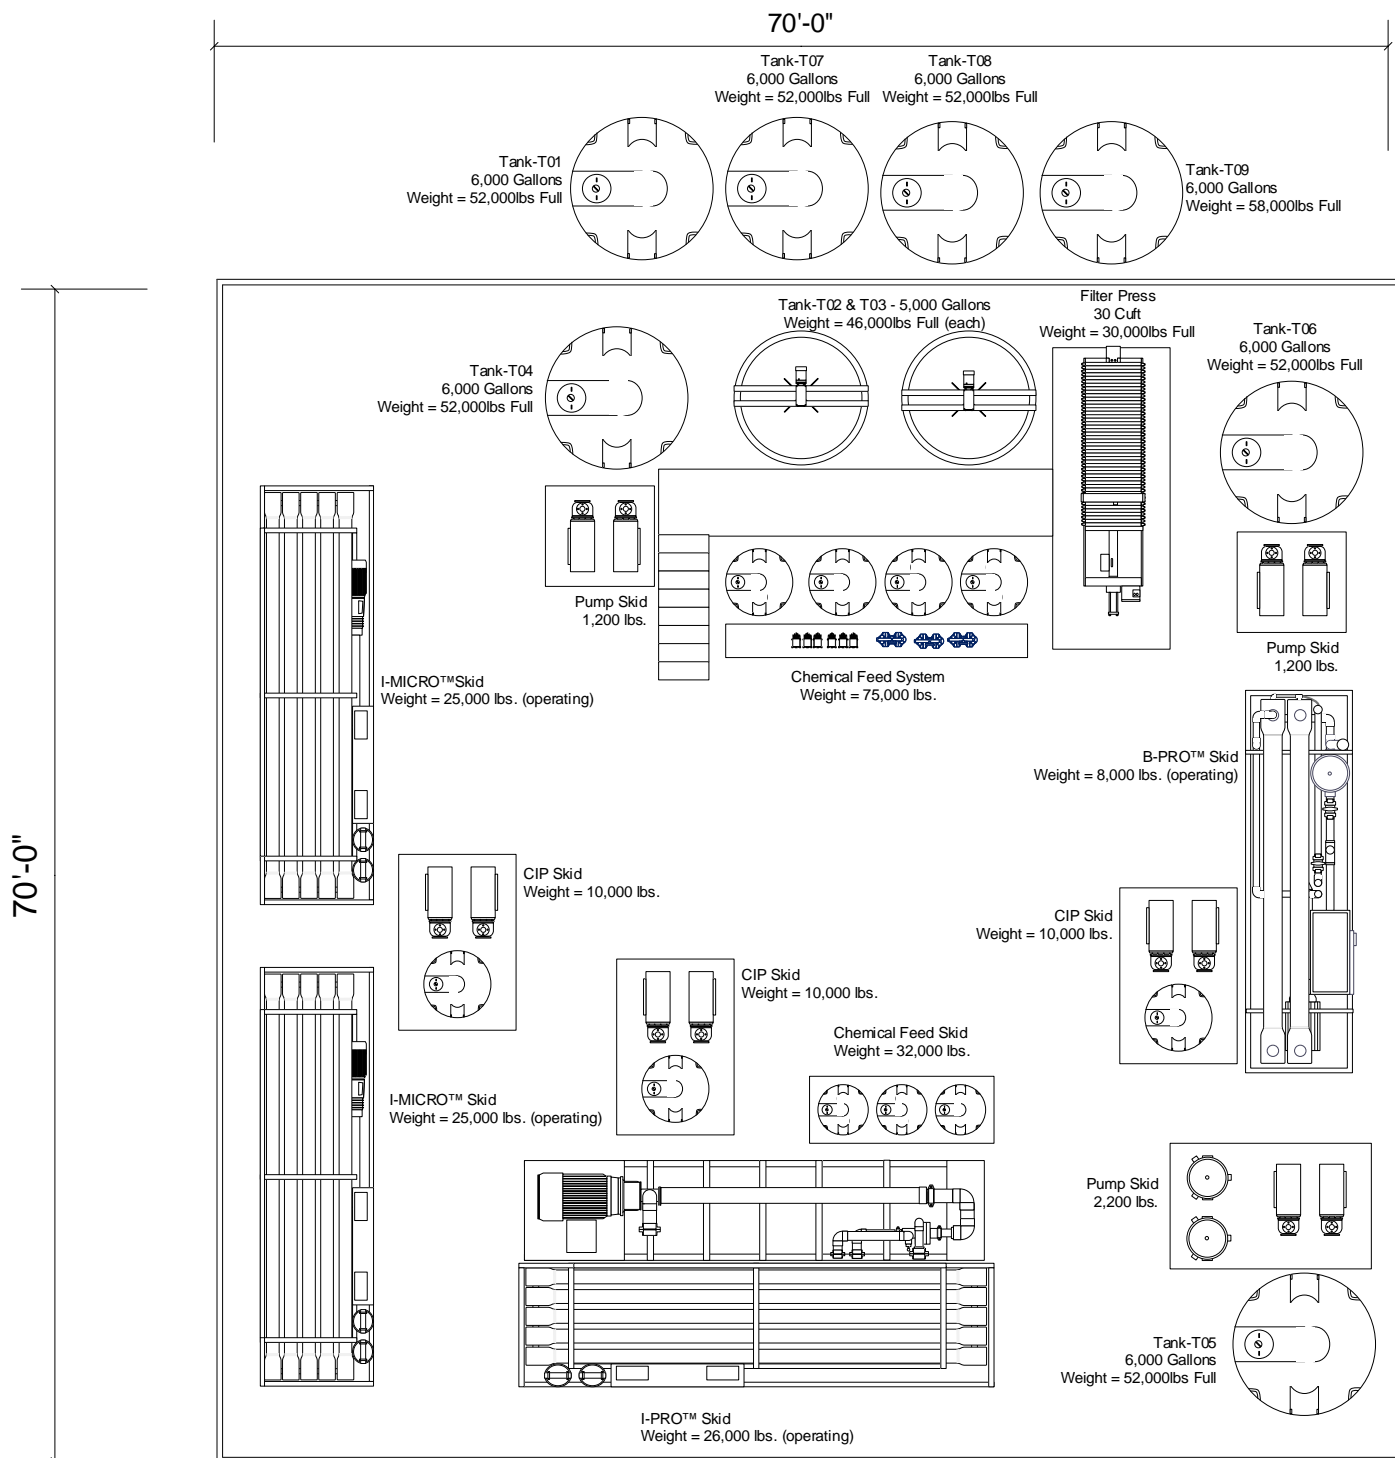 70'-0"
Tank-T07
6,000 Gallons
Weight = 52,000lbs Full
Tank-T08
6,000 Gallons
Weight = 52,000lbs Full
Tank-T01
6,000 Gallons
Weight = 52,000lbs Full
Tank-T09
6,000 Gallons
Weight = 58,000lbs Full
Tank-T02 & T03 - 5,000 Gallons
Weight = 46,000lbs Full (each)
Filter Press
30 Cuft
Weight = 30,000lbs Full
Tank-T06
6,000 Gallons
Weight = 52,000lbs Full
Tank-T04
6,000 Gallons
Weight = 52,000lbs Full
Pump Skid
1,200 lbs.
Pump Skid
1,200 lbs.
I-MICRO™Skid
Weight = 25,000 lbs. (operating)
Chemical Feed System
Weight = 75,000 lbs.
B-PRO™ Skid
Weight = 8,000 lbs. (operating)
70'-0"
CIP Skid
Weight = 10,000 lbs.
CIP Skid
Weight = 10,000 lbs.
CIP Skid
Weight = 10,000 lbs.
Chemical Feed Skid
Weight = 32,000 lbs.
I-MICRO™ Skid
Weight = 25,000 lbs. (operating)
Pump Skid
2,200 lbs.
Tank-T05
6,000 Gallons
Weight = 52,000lbs Full
I-PRO™ Skid
Weight = 26,000 lbs. (operating)